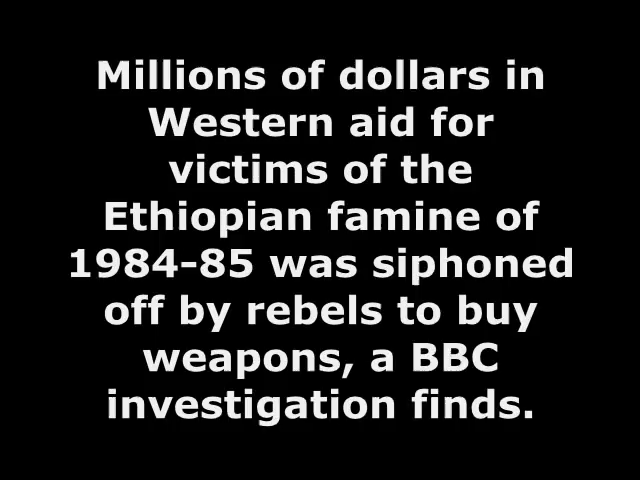 Millions of dollars in
Western aid for
victims of the
Ethiopian famine of
1984-85 was siphoned
off by rebels to buy
weapons, a BBC
investigation finds.